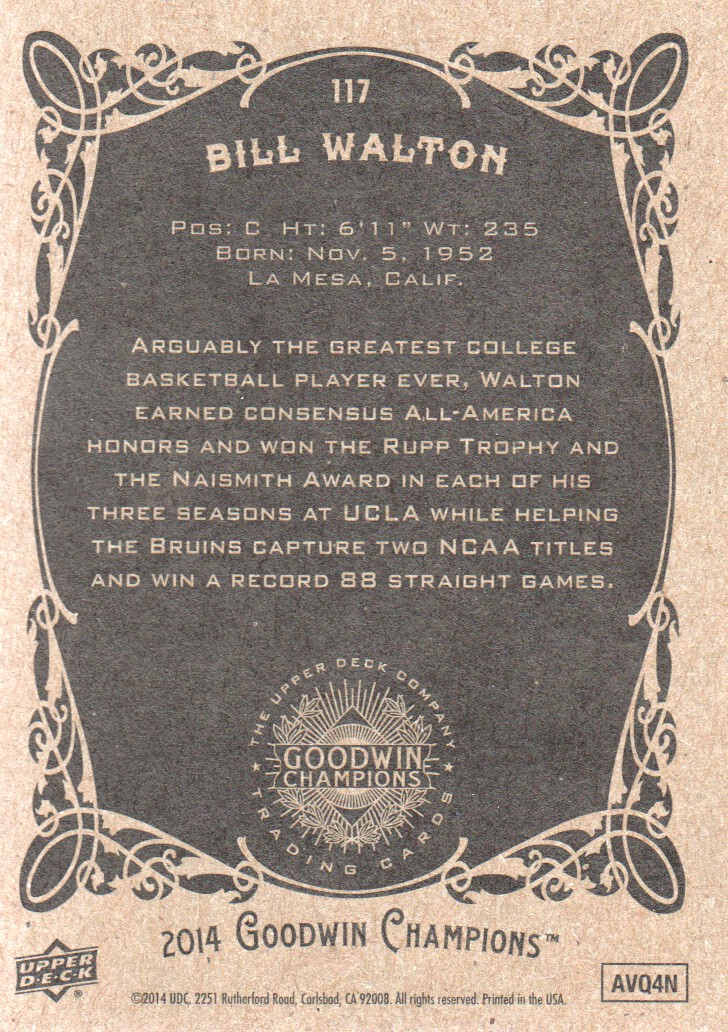 117
BILL WALTON
POS: C HT: 6'11" WT: 235
BORN: NOV. 5, 1952
LA MESA, CALIF.
ARGUABLY THE GREATEST COLLEGE
BASKETBALL PLAYER EVER, WALTON
EARNED CONSENSUS ALL-AMERICA
HONORS AND WON THE RUPP TROPHY AND
THE NAISMITH AWARD IN EACH OF HIS
THREE SEASONS AT UCLA WHILE HELPING
THE BRUINS CAPTURE TWO NCAA TITLES
AND WIN A RECORD 88 STRAIGHT GAMES.
THE UPPER DECK COMPANY
GOODWIN
CHAMPIONS
TRADING CARDS
2014 GOODWIN CHAMPIONS™
UPPER
D·E·C·K®
©2014 UDC, 2251 Rutherford Road, Carlsbad, CA 92008. All rights reserved. Printed in the USA.
AVQ4N